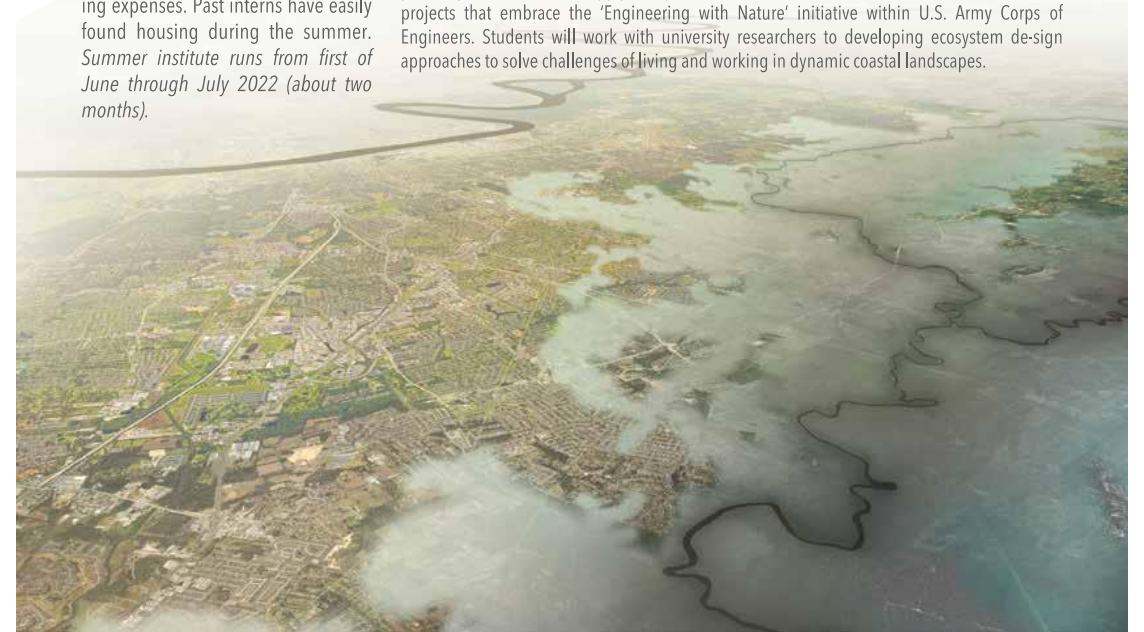 ing expenses. Past interns have easily
found housing during the summer.
Summer institute runs from first of
June through July 2022 (about two
months).
projects that embrace the ‘Engineering with Nature’ initiative within U.S. Army Corps of
Engineers. Students will work with university researchers to developing ecosystem de-sign
approaches to solve challenges of living and working in dynamic coastal landscapes.